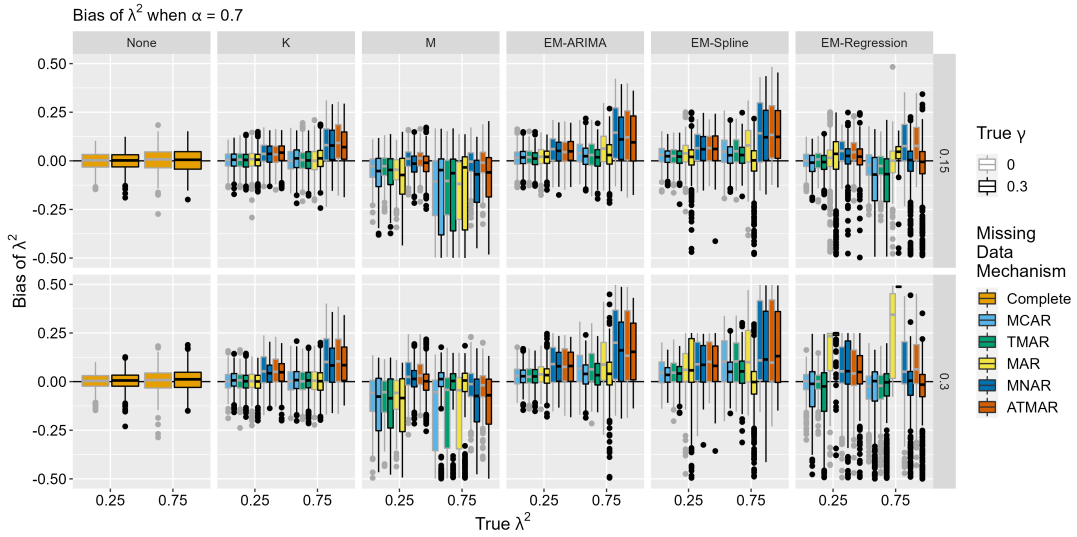 Bias of λ² when α = 0.7
None K M EM-ARIMA EM-Spline EM-Regression
0.50
0.25
0.00
-0.25
-0.50
0.15
0.50
0.25
0.00
-0.25
-0.50
0.3
0.25 0.75 0.25 0.75 0.25 0.75 0.25 0.75 0.25 0.75 0.25 0.75
True λ²
Bias of λ²
True γ
0
0.3
Missing
Data
Mechanism
Complete
MCAR
TMAR
MAR
MNAR
ATMAR